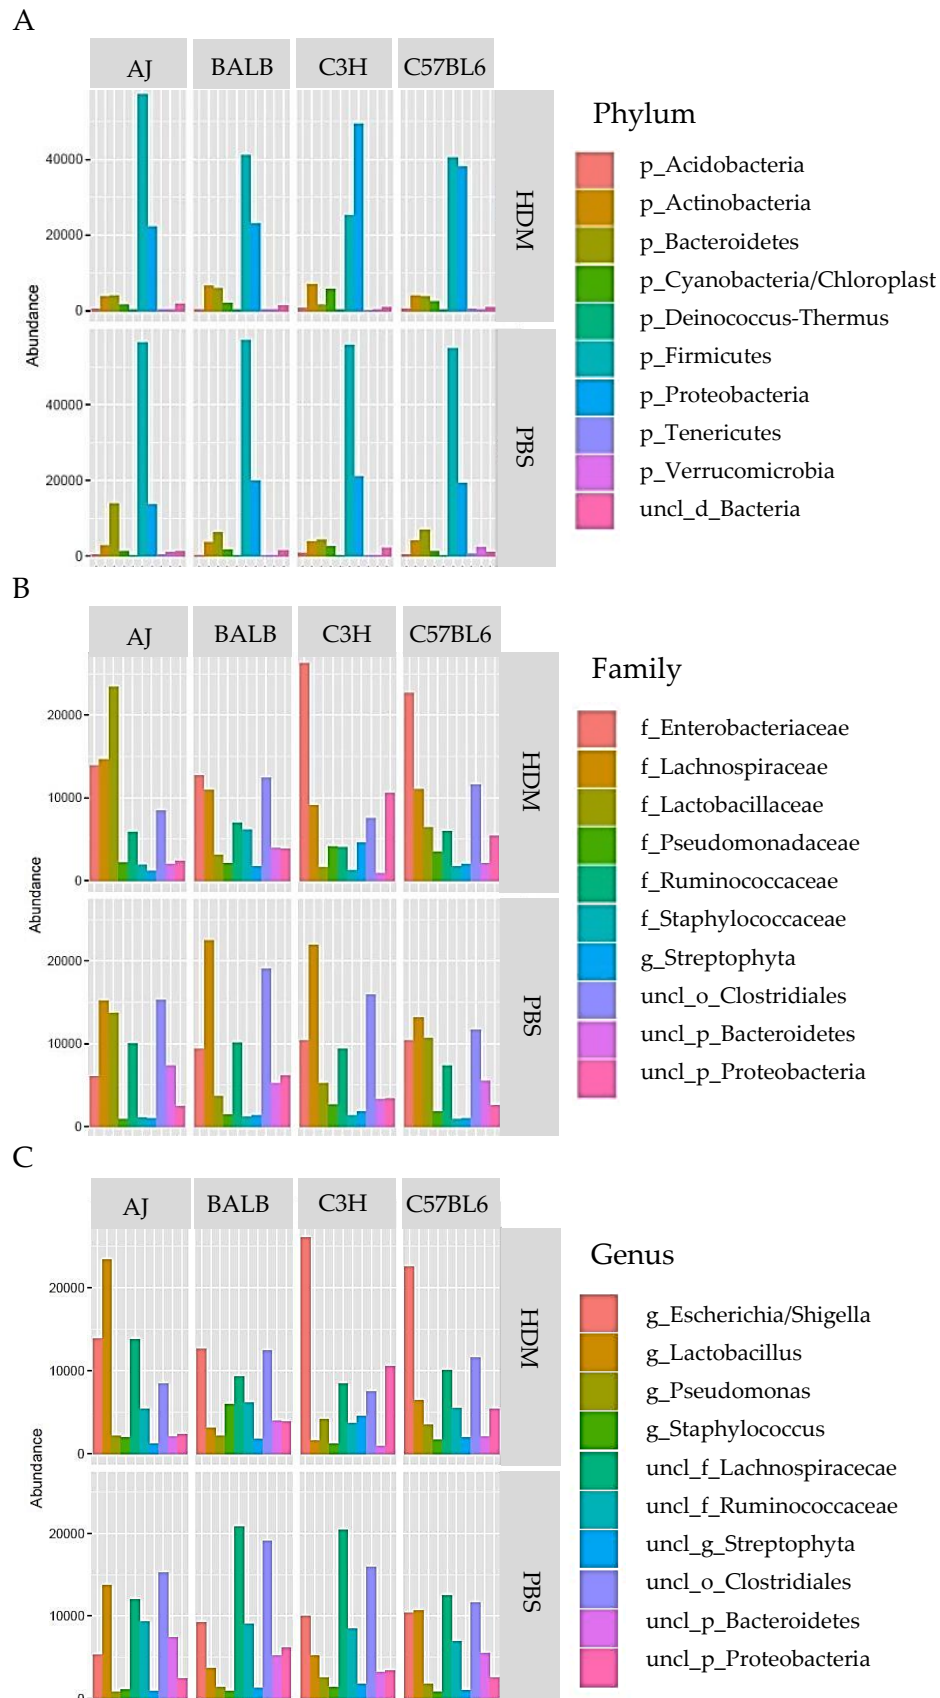 A
AJ BALB C3H C57BL6
40000
20000
0
HDM
Abundance
40000
20000
0
PBS
Phylum
p_Acidobacteria
p_Actinobacteria
p_Bacteroidetes
p_Cyanobacteria/Chloroplast
p_Deinococcus-Thermus
p_Firmicutes
p_Proteobacteria
p_Tenericutes
p_Verrucomicrobia
uncl_d_Bacteria
B
AJ BALB C3H C57BL6
20000
10000
0
HDM
Abundance
20000
10000
0
PBS
Family
f_Enterobacteriaceae
f_Lachnospiraceae
f_Lactobacillaceae
f_Pseudomonadaceae
f_Ruminococcaceae
f_Staphylococcaceae
g_Streptophyta
uncl_o_Clostridiales
uncl_p_Bacteroidetes
uncl_p_Proteobacteria
C
AJ BALB C3H C57BL6
20000
10000
0
HDM
Abundance
20000
10000
0
PBS
Genus
g_Escherichia/Shigella
g_Lactobacillus
g_Pseudomonas
g_Staphylococcus
uncl_f_Lachnospiracecae
uncl_f_Ruminococcaceae
uncl_g_Streptophyta
uncl_o_Clostridiales
uncl_p_Bacteroidetes
uncl_p_Proteobacteria